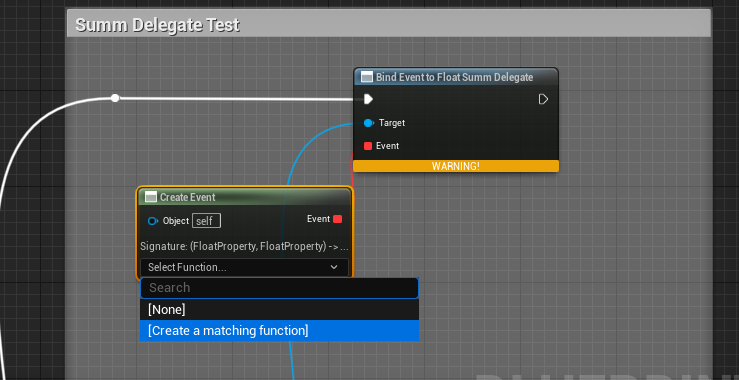 Summ Delegate Test
Bind Event to Float Summ Delegate
Target
Event
WARNING!
Create Event
Object self
Event
Signature: (FloatProperty, FloatProperty) -> ...
Select Function...
Search
[None]
[Create a matching function]